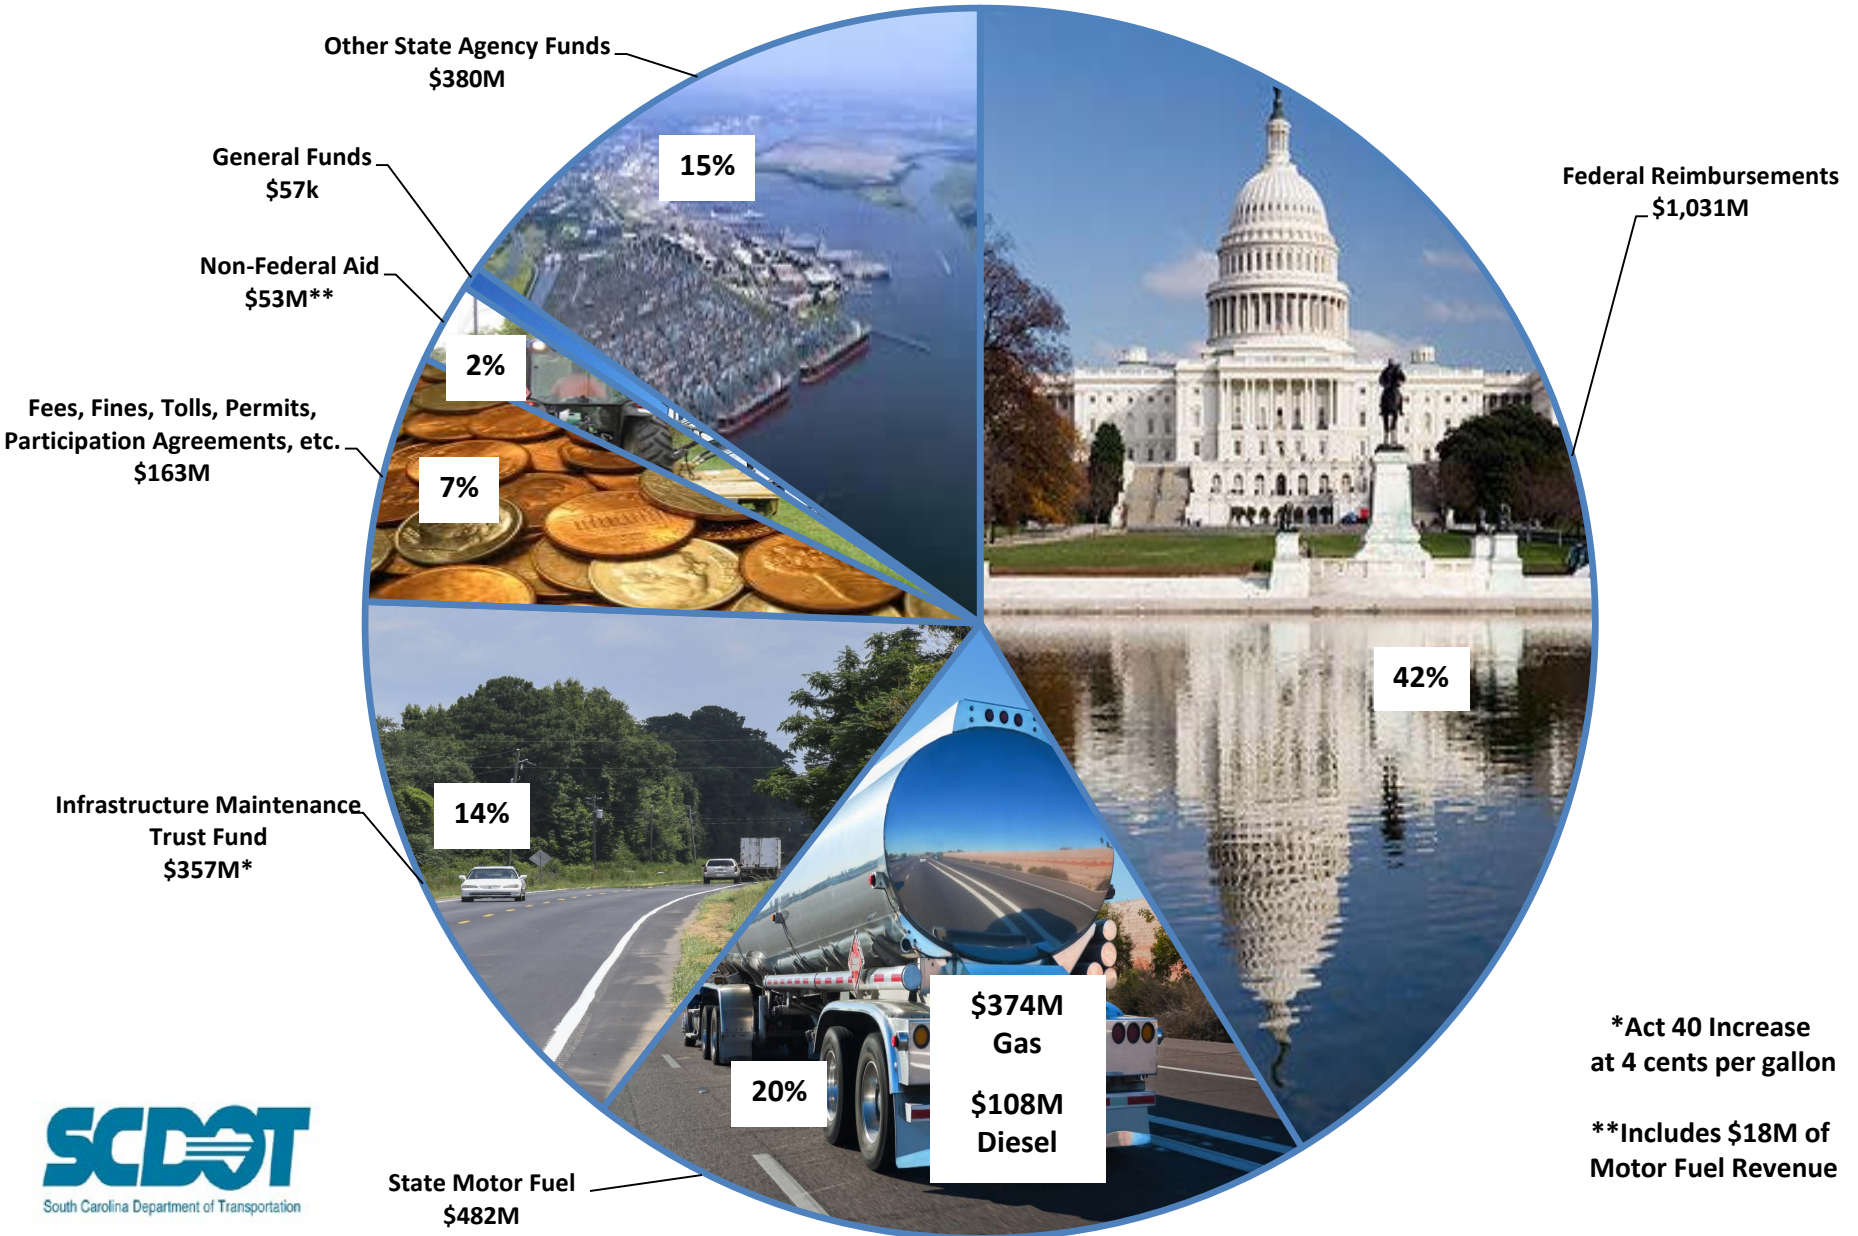 Other State Agency Funds
$380M
15%
General Funds
$57k
Federal Reimbursements
$1,031M
Non-Federal Aid
$53M**
2%
Fees, Fines, Tolls, Permits,
Participation Agreements, etc.
$163M
7%
42%
Infrastructure Maintenance
Trust Fund
$357M*
14%
$374M
Gas
$108M
Diesel
20%
State Motor Fuel
$482M
*Act 40 Increase
at 4 cents per gallon
**Includes $18M of
Motor Fuel Revenue
SCDOT
South Carolina Department of Transportation